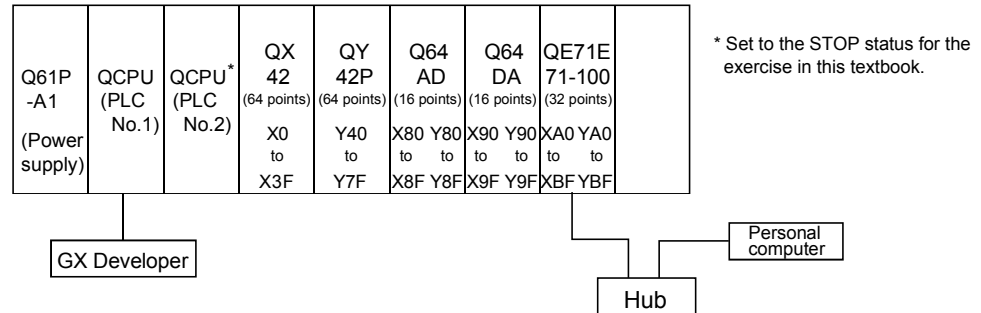 Q61P
-A1
(Power
supply)
QCPU
(PLC
No.1)
QCPU*
(PLC
No.2)
QX
42
(64 points)
X0
to
X3F
QY
42P
(64 points)
Y40
to
Y7F
Q64
AD
(16 points)
X80 Y80
to to
X8F Y8F
Q64
DA
(16 points)
X90 Y90
to to
X9F Y9F
QE71E
71-100
(32 points)
XA0 YA0
to to
XBF YBF
* Set to the STOP status for the
exercise in this textbook.
GX Developer
Personal
computer
Hub